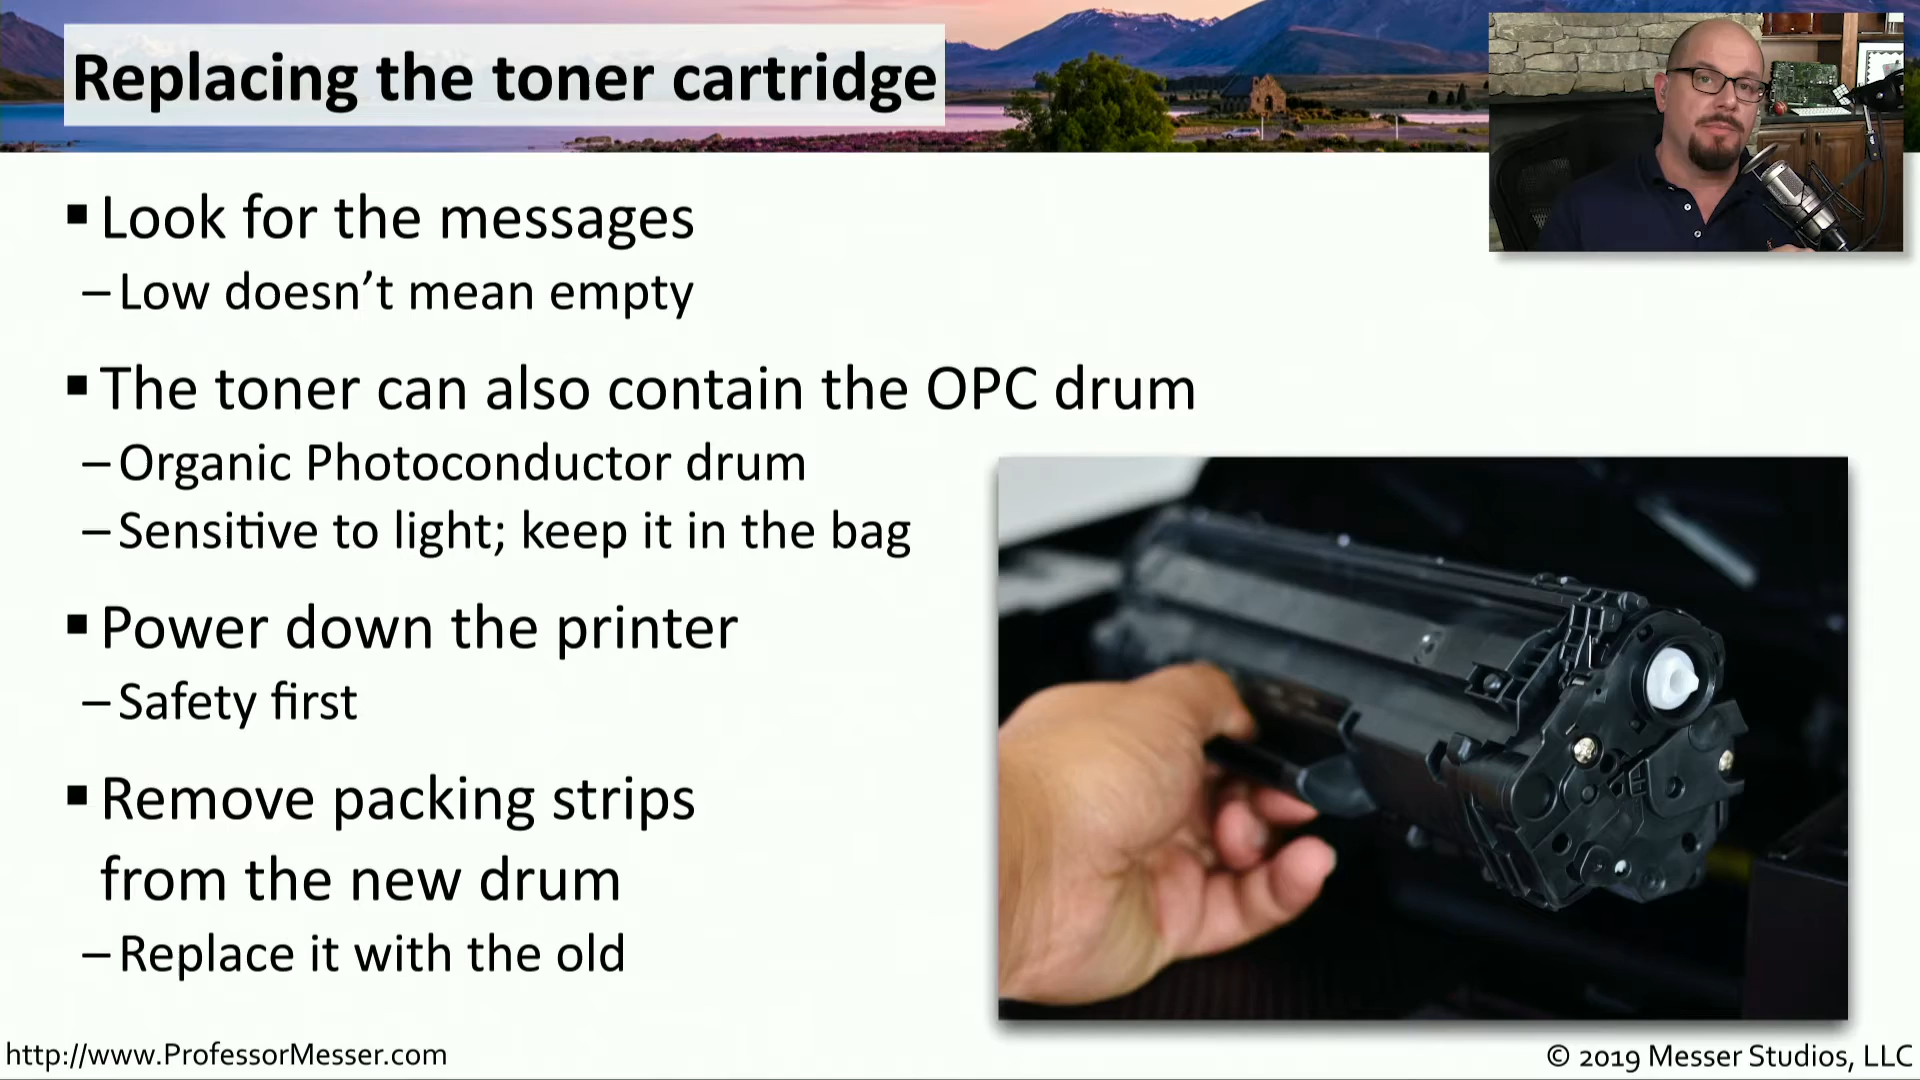 Replacing the toner cartridge
▪ Look for the messages
– Low doesn’t mean empty
▪ The toner can also contain the OPC drum
– Organic Photoconductor drum
– Sensitive to light; keep it in the bag
▪ Power down the printer
– Safety first
▪ Remove packing strips
from the new drum
– Replace it with the old
http://www.ProfessorMesser.com
© 2019 Messer Studios, LLC